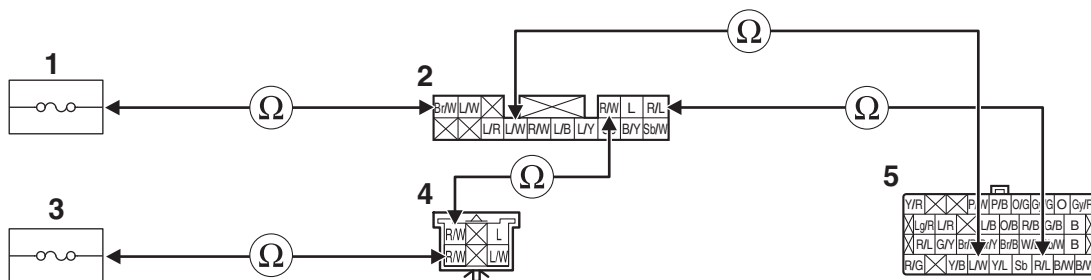 Ω
1
2
Ω
Br/W L/W R/W L R/L
Ω
L/R L/W R/W L/B L/Y B/Y Sb/W
Ω
4
5
3
Y/R P/B O/G O Gy/R
R/W L
Lg/R L/R L/B O/B R/B G/B B
Ω
R/W L/W
R/L G/Y Br/B B
R/G Y/B L/W Y/L Sb R/L B/W B/W